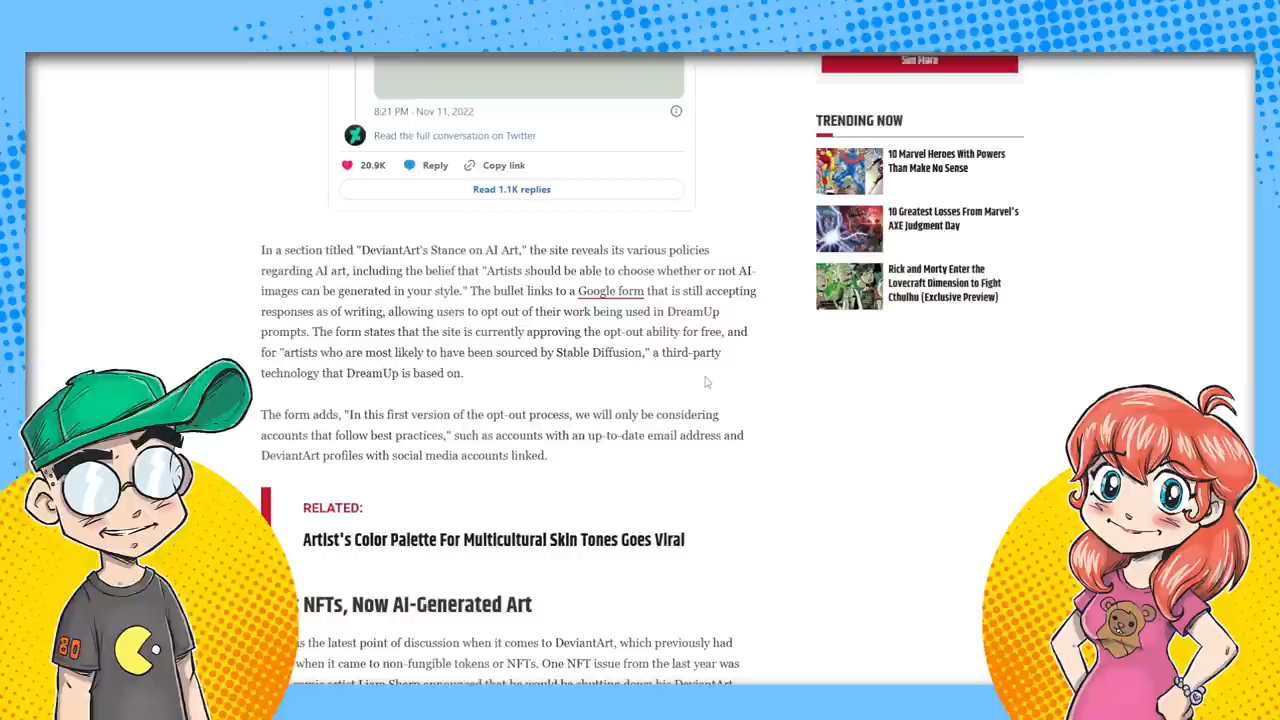 See More
8:21 PM · Nov 11, 2022
Read the full conversation on Twitter
20.9K Reply Copy link
Read 1.1K replies
TRENDING NOW
10 Marvel Heroes With Powers
Than Make No Sense
10 Greatest Losses From Marvel's
AXE Judgment Day
Rick and Morty Enter the
Lovecraft Dimension to Fight
Cthulhu (Exclusive Preview)
In a section titled "DeviantArt's Stance on AI Art," the site reveals its various policies
regarding AI art, including the belief that "Artists should be able to choose whether or not AI-
images can be generated in your style." The bullet links to a Google form that is still accepting
responses as of writing, allowing users to opt out of their work being used in DreamUp
prompts. The form states that the site is currently approving the opt-out ability for free, and
for "artists who are most likely to have been sourced by Stable Diffusion," a third-party
technology that DreamUp is based on.
The form adds, "In this first version of the opt-out process, we will only be considering
accounts that follow best practices," such as accounts with an up-to-date email address and
DeviantArt profiles with social media accounts linked.
RELATED:
Artist's Color Palette For Multicultural Skin Tones Goes Viral
NFTs, Now AI-Generated Art
the latest point of discussion when it comes to DeviantArt, which previously had
when it came to non-fungible tokens or NFTs. One NFT issue from the last year was
artist Liam Sharp announced that he would be shutting down his DeviantArt
80